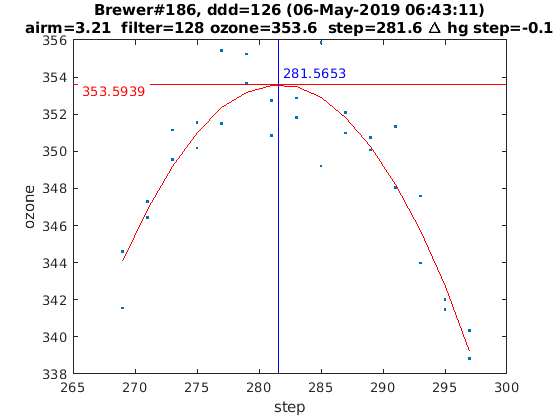 Brewer#186, ddd=126 (06-May-2019 06:43:11)
airm=3.21 filter=128 ozone=353.6 step=281.6 Δ hg step=-0.1
356
354
352
350
348
346
344
342
340
338
ozone
281.5653
353.5939
265 270 275 280 285 290 295 300
step